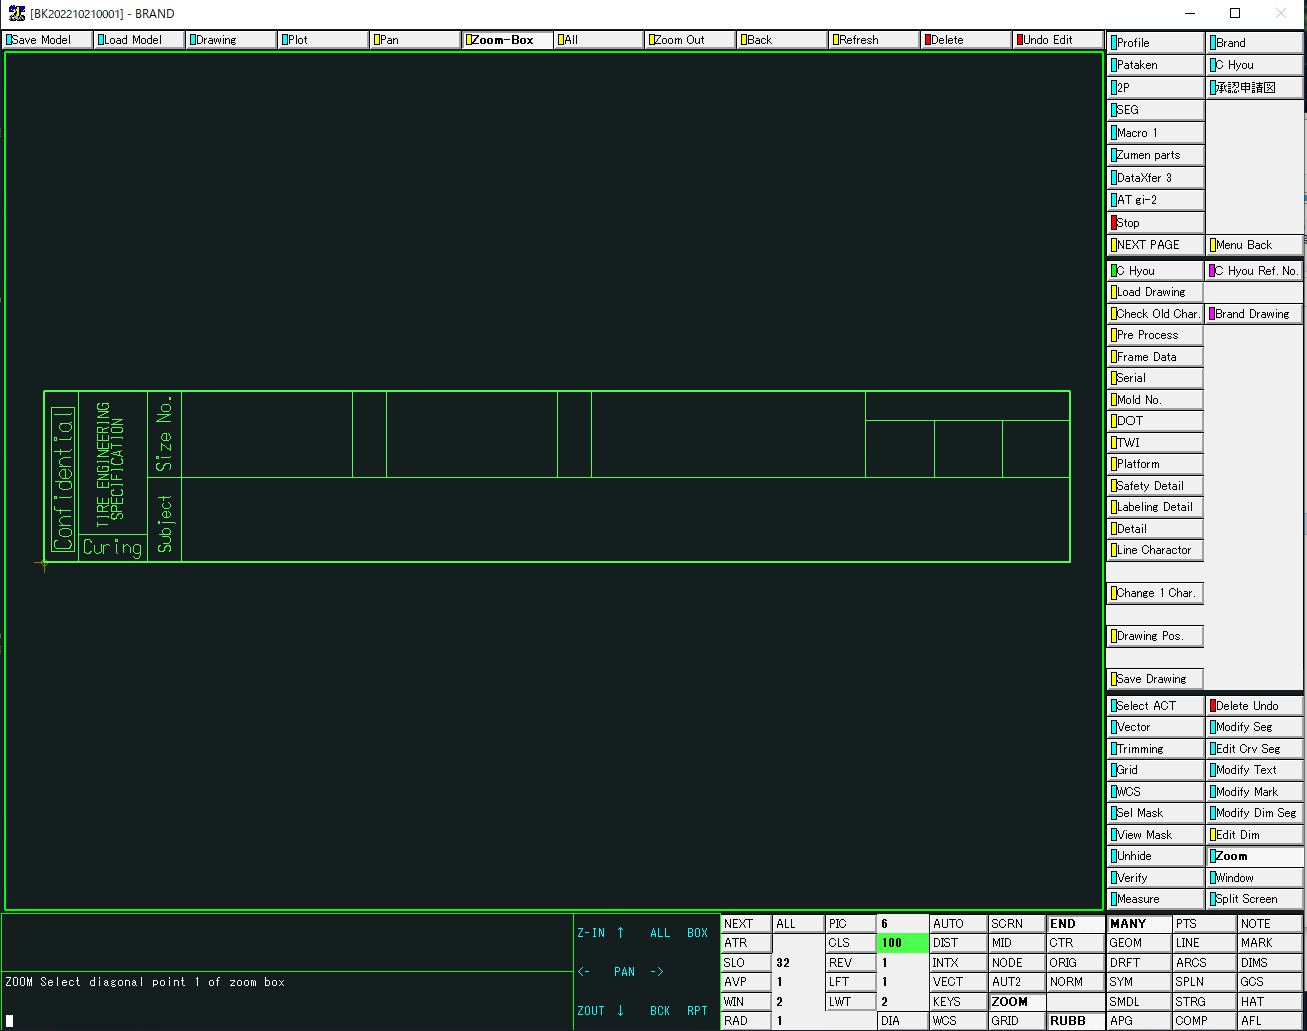 [BK202210210001] - BRAND
Save Model Load Model Drawing Plot Pan Zoom-Box All Zoom Out Back Refresh Delete Undo Edit
Profile Brand
Pataken C Hyou
2P 承認申請図
SEG
Macro 1
Zumen parts
DataXfer 3
AT gi-2
Stop
NEXT PAGE Menu Back
C Hyou C Hyou Ref. No.
Load Drawing
Check Old Char. Brand Drawing
Pre Process
Frame Data
Serial
Mold No.
DOT
TWI
Platform
Safety Detail
Labeling Detail
Detail
Line Charactor
Change 1 Char.
Drawing Pos.
Save Drawing
Select ACT Delete Undo
Vector Modify Seg
Trimming Edit Crv Seg
Grid Modify Text
WCS Modify Mark
Sel Mask Modify Dim Seg
View Mask Edit Dim
Unhide Zoom
Verify Window
Measure Split Screen
Confidential
TIRE ENGINEERING
SPECIFICATION
Curing
Size No.
Subject
ZOOM Select diagonal point 1 of zoom box
Z-IN ↑ ALL BOX
<- PAN ->
ZOUT ↓ BCK RPT
NEXT ALL PIC 6 AUTO SCRN END MANY PTS NOTE
ATR CLS 100 DIST MID CTR GEOM LINE MARK
SLO 32 REV 1 INTX NODE ORIG DRFT ARCS DIMS
AVP 1 LFT 1 VECT AUT2 NORM SYM SPLN GCS
WIN 2 LWT 2 KEYS ZOOM SMDL STRG HAT
RAD 1 DIA WCS GRID RUBB APG COMP AFL